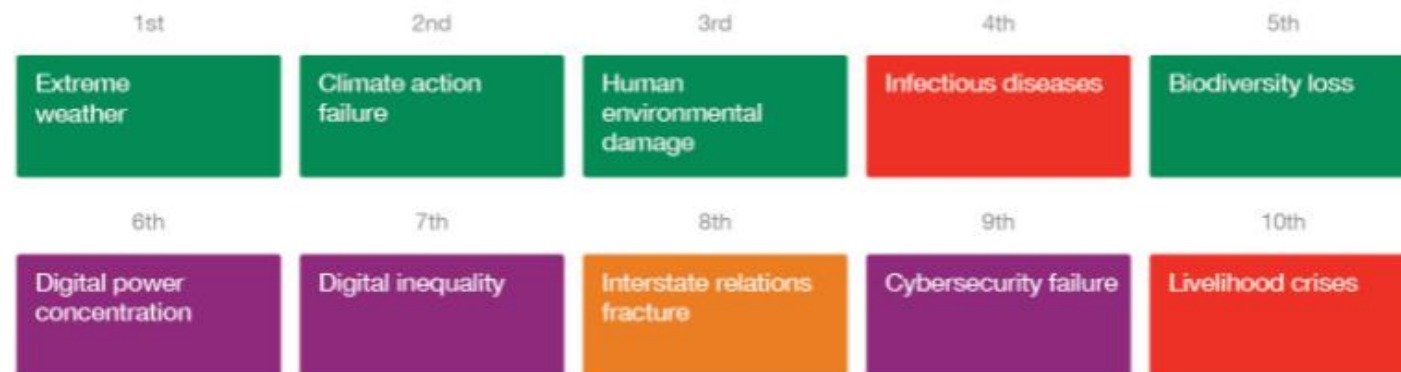 1st
2nd
3rd
4th
5th
Extreme
weather
Climate action
failure
Human
environmental
damage
Infectious diseases
Biodiversity loss
6th
7th
8th
9th
10th
Digital power
concentration
Digital inequality
Interstate relations
fracture
Cybersecurity failure
Livelihood crises